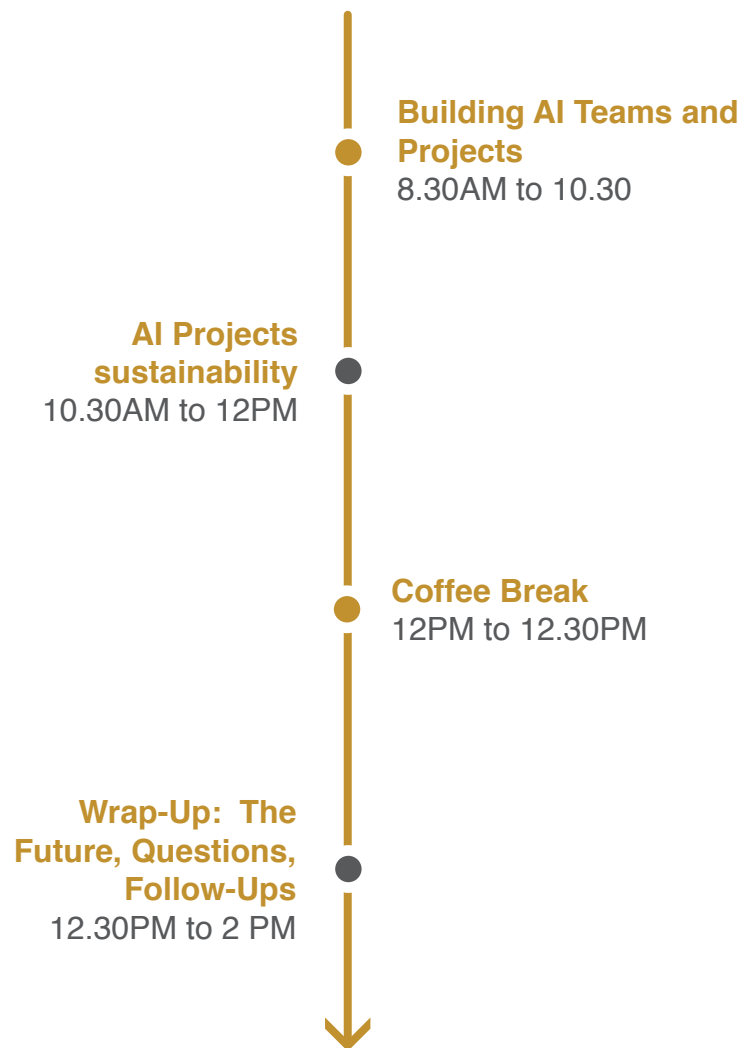 Building AI Teams and
Projects
8.30AM to 10.30
AI Projects
sustainability
10.30AM to 12PM
Coffee Break
12PM to 12.30PM
Wrap-Up:  The
Future, Questions,
Follow-Ups
12.30PM to 2 PM